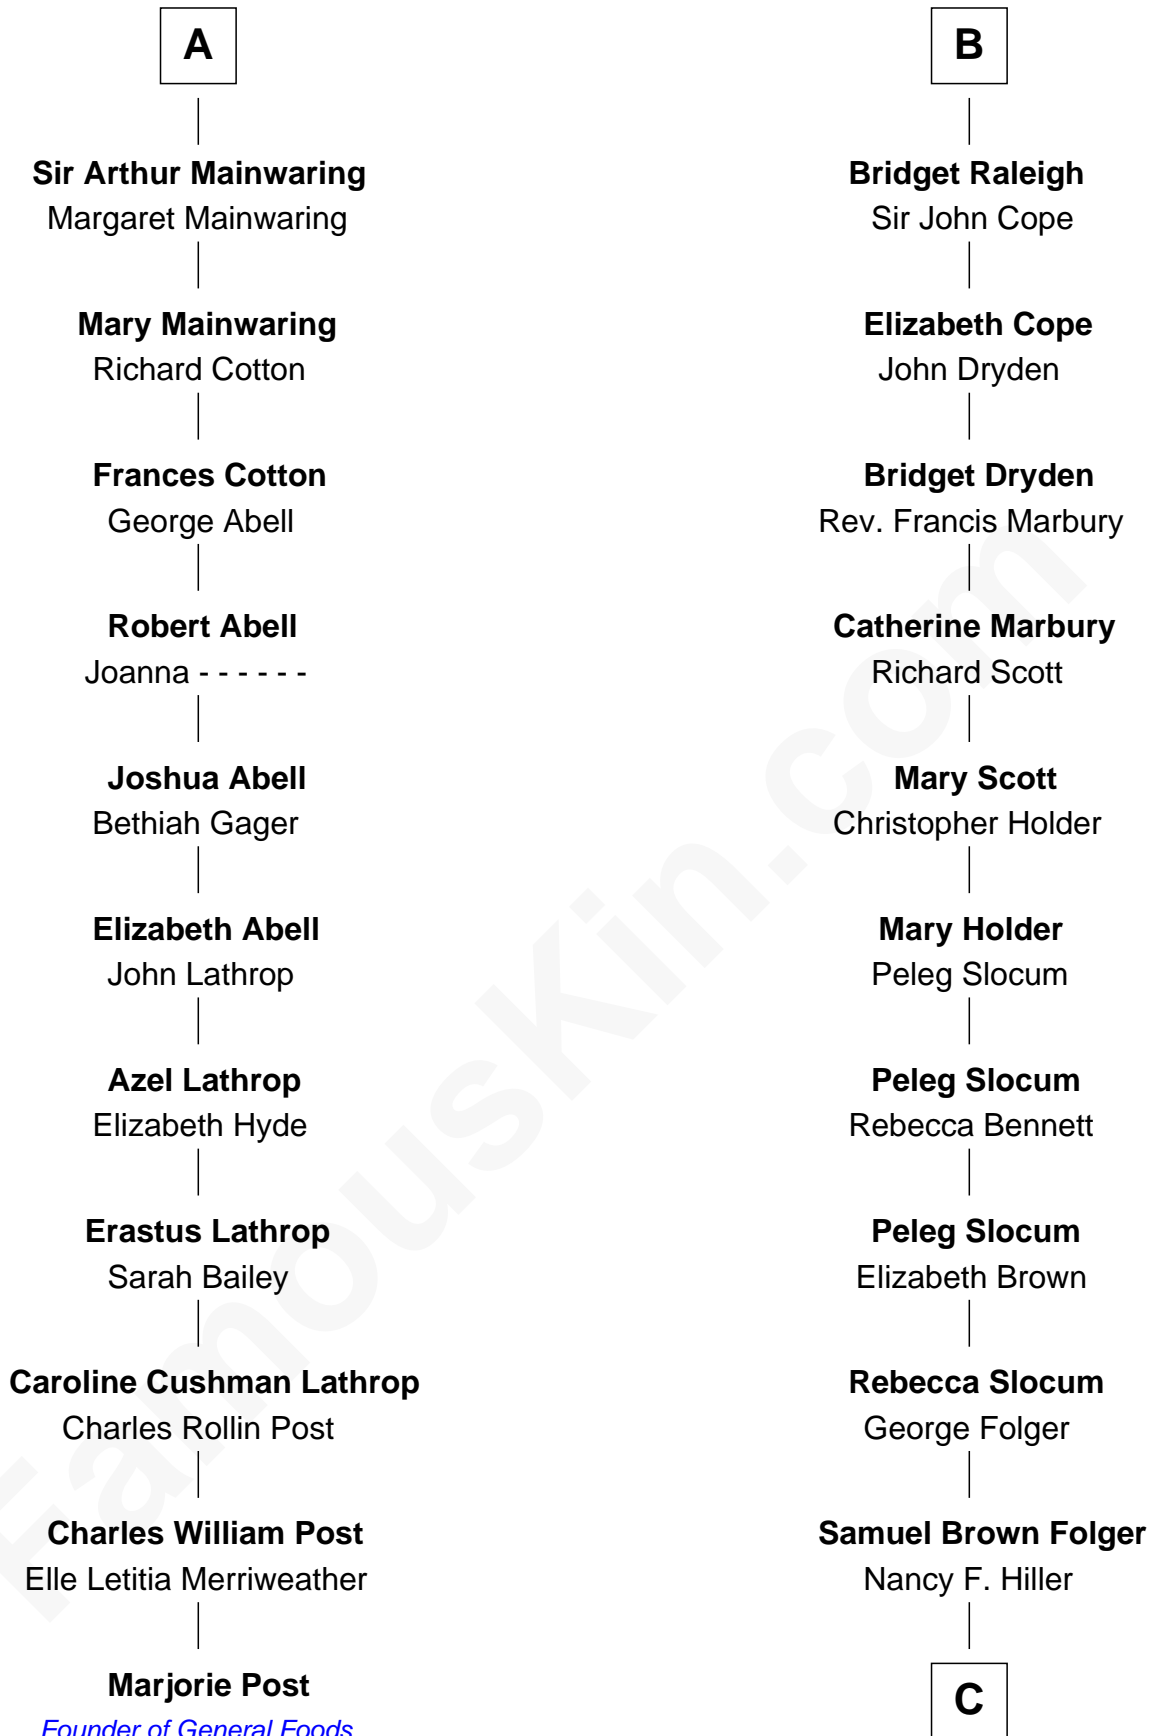 A
Sir Arthur Mainwaring
Margaret Mainwaring
Mary Mainwaring
Richard Cotton
Frances Cotton
George Abell
Robert Abell
Joanna - - - - - -
Joshua Abell
Bethiah Gager
Elizabeth Abell
John Lathrop
Azel Lathrop
Elizabeth Hyde
Erastus Lathrop
Sarah Bailey
Caroline Cushman Lathrop
Charles Rollin Post
Charles William Post
Elle Letitia Merriweather
Marjorie Post
Founder of General Foods
B
Bridget Raleigh
Sir John Cope
Elizabeth Cope
John Dryden
Bridget Dryden
Rev. Francis Marbury
Catherine Marbury
Richard Scott
Mary Scott
Christopher Holder
Mary Holder
Peleg Slocum
Peleg Slocum
Rebecca Bennett
Peleg Slocum
Elizabeth Brown
Rebecca Slocum
George Folger
Samuel Brown Folger
Nancy F. Hiller
C
FamousKin.com